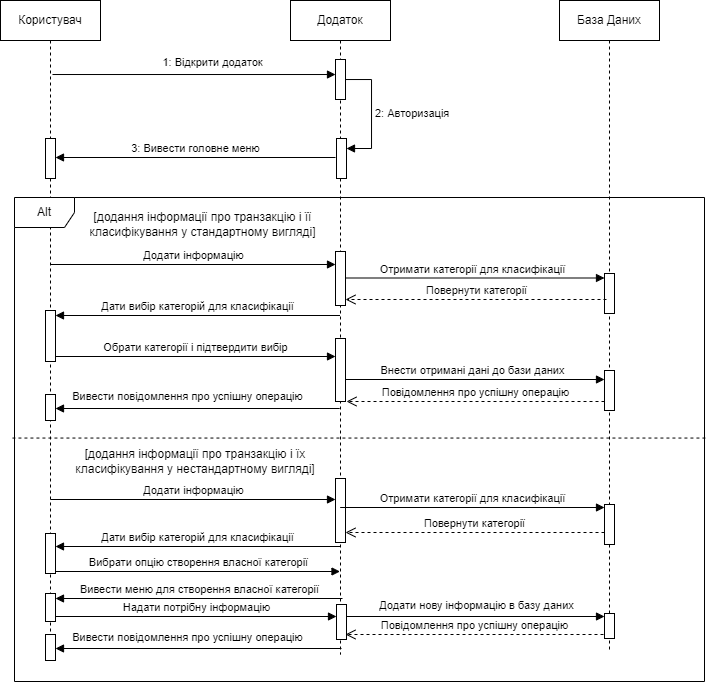 Користувач
Додаток
База Даних
1: Відкрити додаток
2: Авторизація
3: Вивести головне меню
Alt
[додання інформації про транзакцію і її
класифікування у стандартному вигляді]
Додати інформацію
Отримати категорії для класифікації
Повернути категорії
Дати вибір категорій для класифікації
Обрати категорії і підтвердити вибір
Внести отримані дані до бази даних
Повідомлення про успішну операцію
Вивести повідомлення про успішну операцію
[додання інформації про транзакцію і їх
класифікування у нестандартному вигляді]
Додати інформацію
Отримати категорії для класифікації
Повернути категорії
Дати вибір категорій для класифікації
Вибрати опцію створення власної категорії
Вивести меню для створення власної категорії
Надати потрібну інформацію
Додати нову інформацію в базу даних
Повідомлення про успішну операцію
Вивести повідомлення про успішну операцію